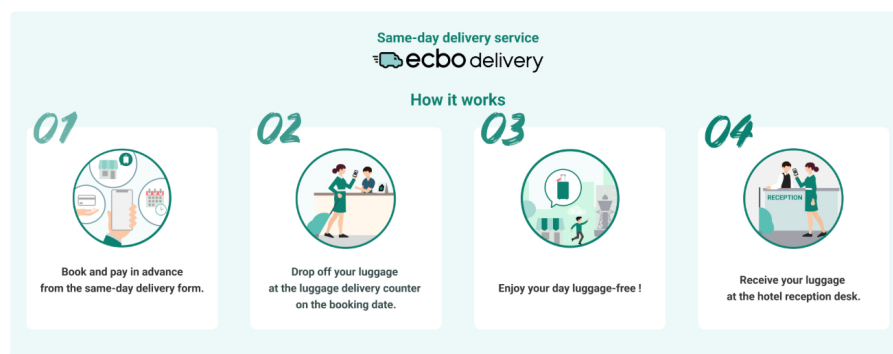 Same-day delivery service
ecbo delivery
How it works
01
02
03
04
RECEPTION
Book and pay in advance
from the same-day delivery form.
Drop off your luggage
at the luggage delivery counter
on the booking date.
Enjoy your day luggage-free !
Receive your luggage
at the hotel reception desk.